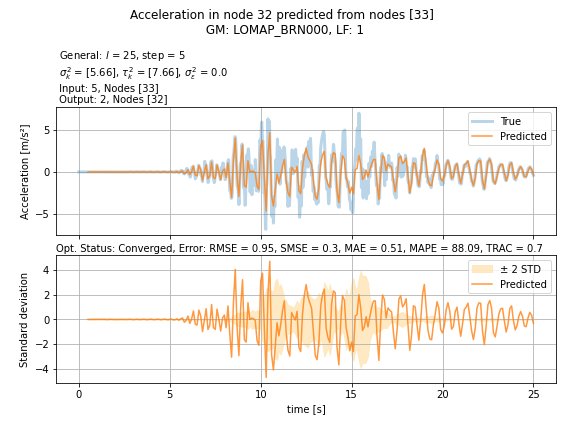 Acceleration in node 32 predicted from nodes [33]
GM: LOMAP_BRN000, LF: 1
General: l = 25, step = 5
σ²ₖ = [5.66], τ²ₖ = [7.66], σ²ε = 0.0
Input: 5, Nodes [33]
Output: 2, Nodes [32]
Acceleration [m/s²]
5
0
−5
True
Predicted
Opt. Status: Converged, Error: RMSE = 0.95, SMSE = 0.3, MAE = 0.51, MAPE = 88.09, TRAC = 0.7
Standard deviation
4
2
0
−2
−4
± 2 STD
Predicted
0
5
10
15
20
25
time [s]